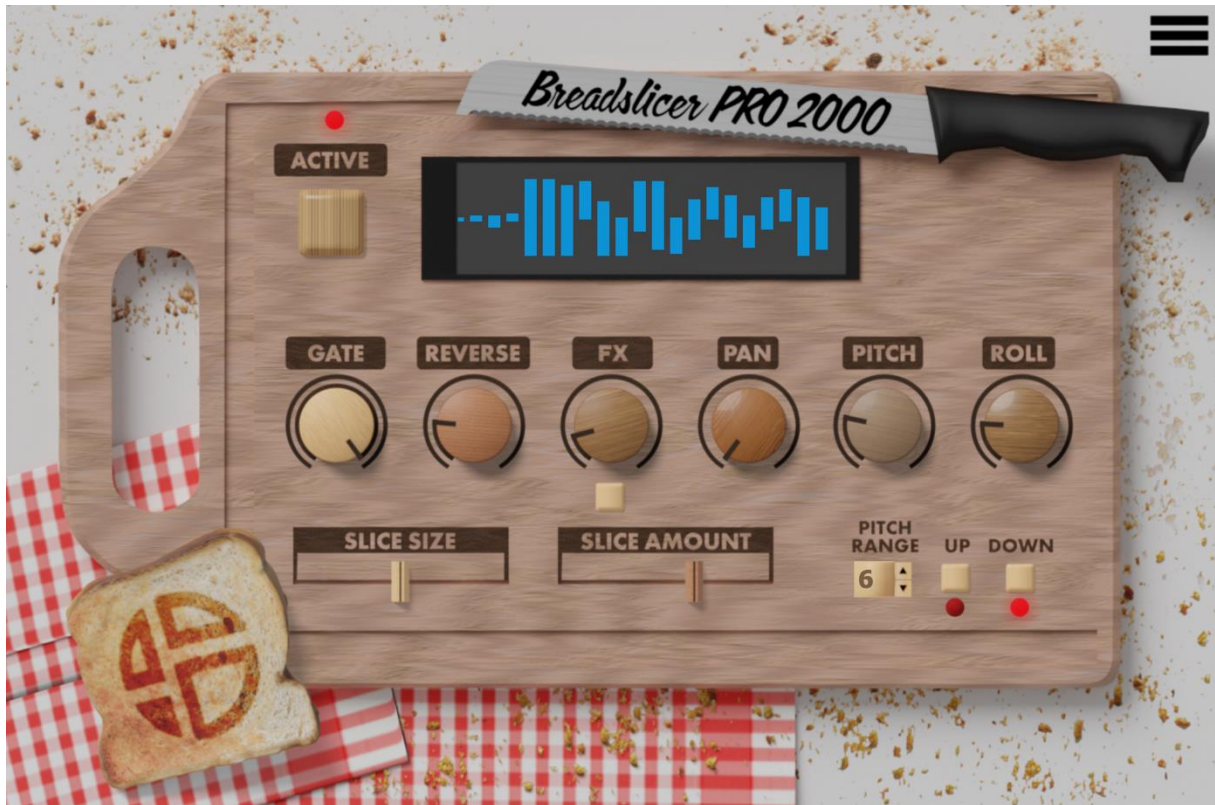 Breadslicer PRO 2000
ACTIVE
GATE
REVERSE
FX
PAN
PITCH
ROLL
SLICE SIZE
SLICE AMOUNT
PITCH
RANGE
UP
DOWN
6